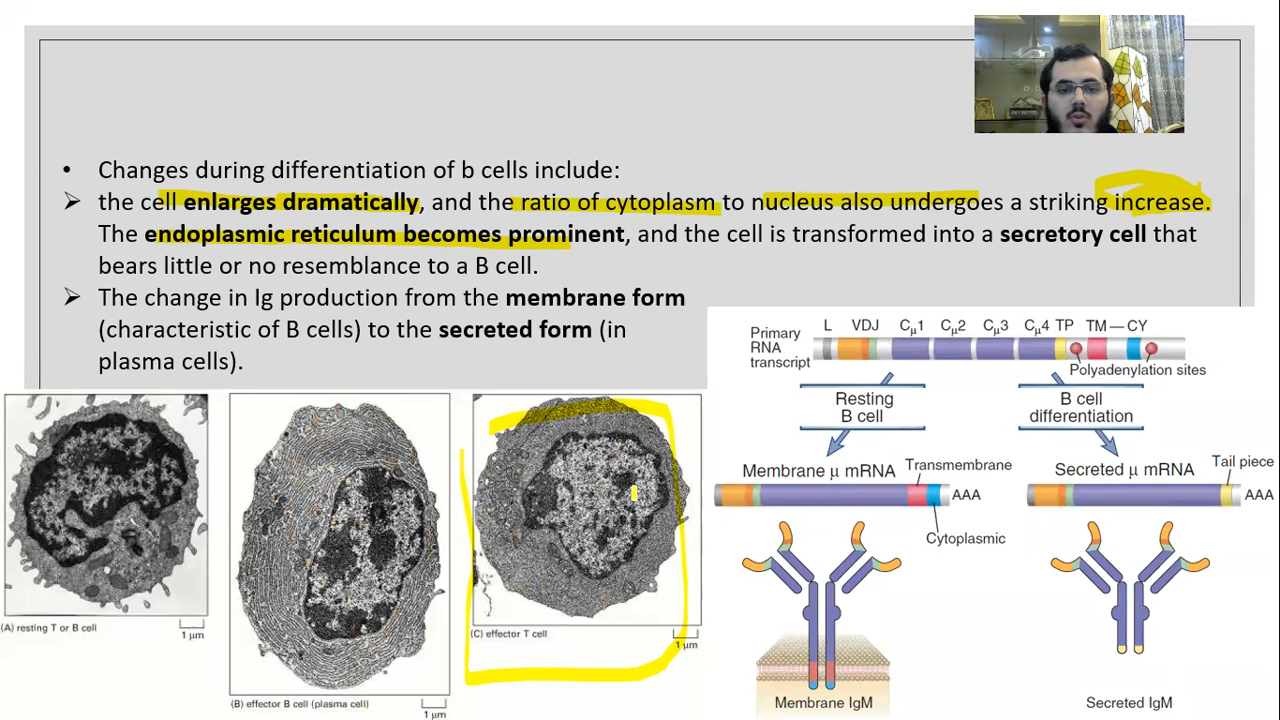 • Changes during differentiation of b cells include:
➢ the cell enlarges dramatically, and the ratio of cytoplasm to nucleus also undergoes a striking increase.
The endoplasmic reticulum becomes prominent, and the cell is transformed into a secretory cell that
bears little or no resemblance to a B cell.
➢ The change in Ig production from the membrane form
(characteristic of B cells) to the secreted form (in
plasma cells).
(A) resting T or B cell
1 μm
(B) effector B cell (plasma cell)
1 μm
(C) effector T cell
1 μm
L VDJ Cμ1 Cμ2 Cμ3 Cμ4 TP TM — CY
Primary
RNA
transcript
Polyadenylation sites
Resting
B cell
B cell
differentiation
Membrane μ mRNA
Transmembrane
AAA
Cytoplasmic
Secreted μ mRNA
Tail piece
AAA
Membrane IgM
Secreted IgM